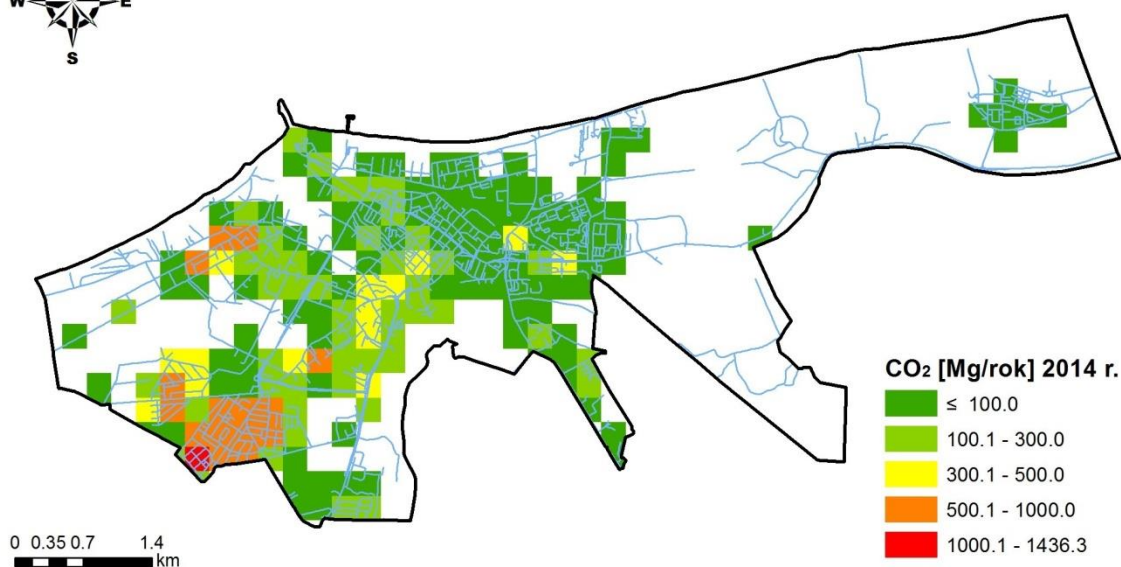 W E
S
CO₂ [Mg/rok] 2014 r.
≤ 100.0
100.1 - 300.0
300.1 - 500.0
500.1 - 1000.0
1000.1 - 1436.3
0 0.35 0.7 1.4
km